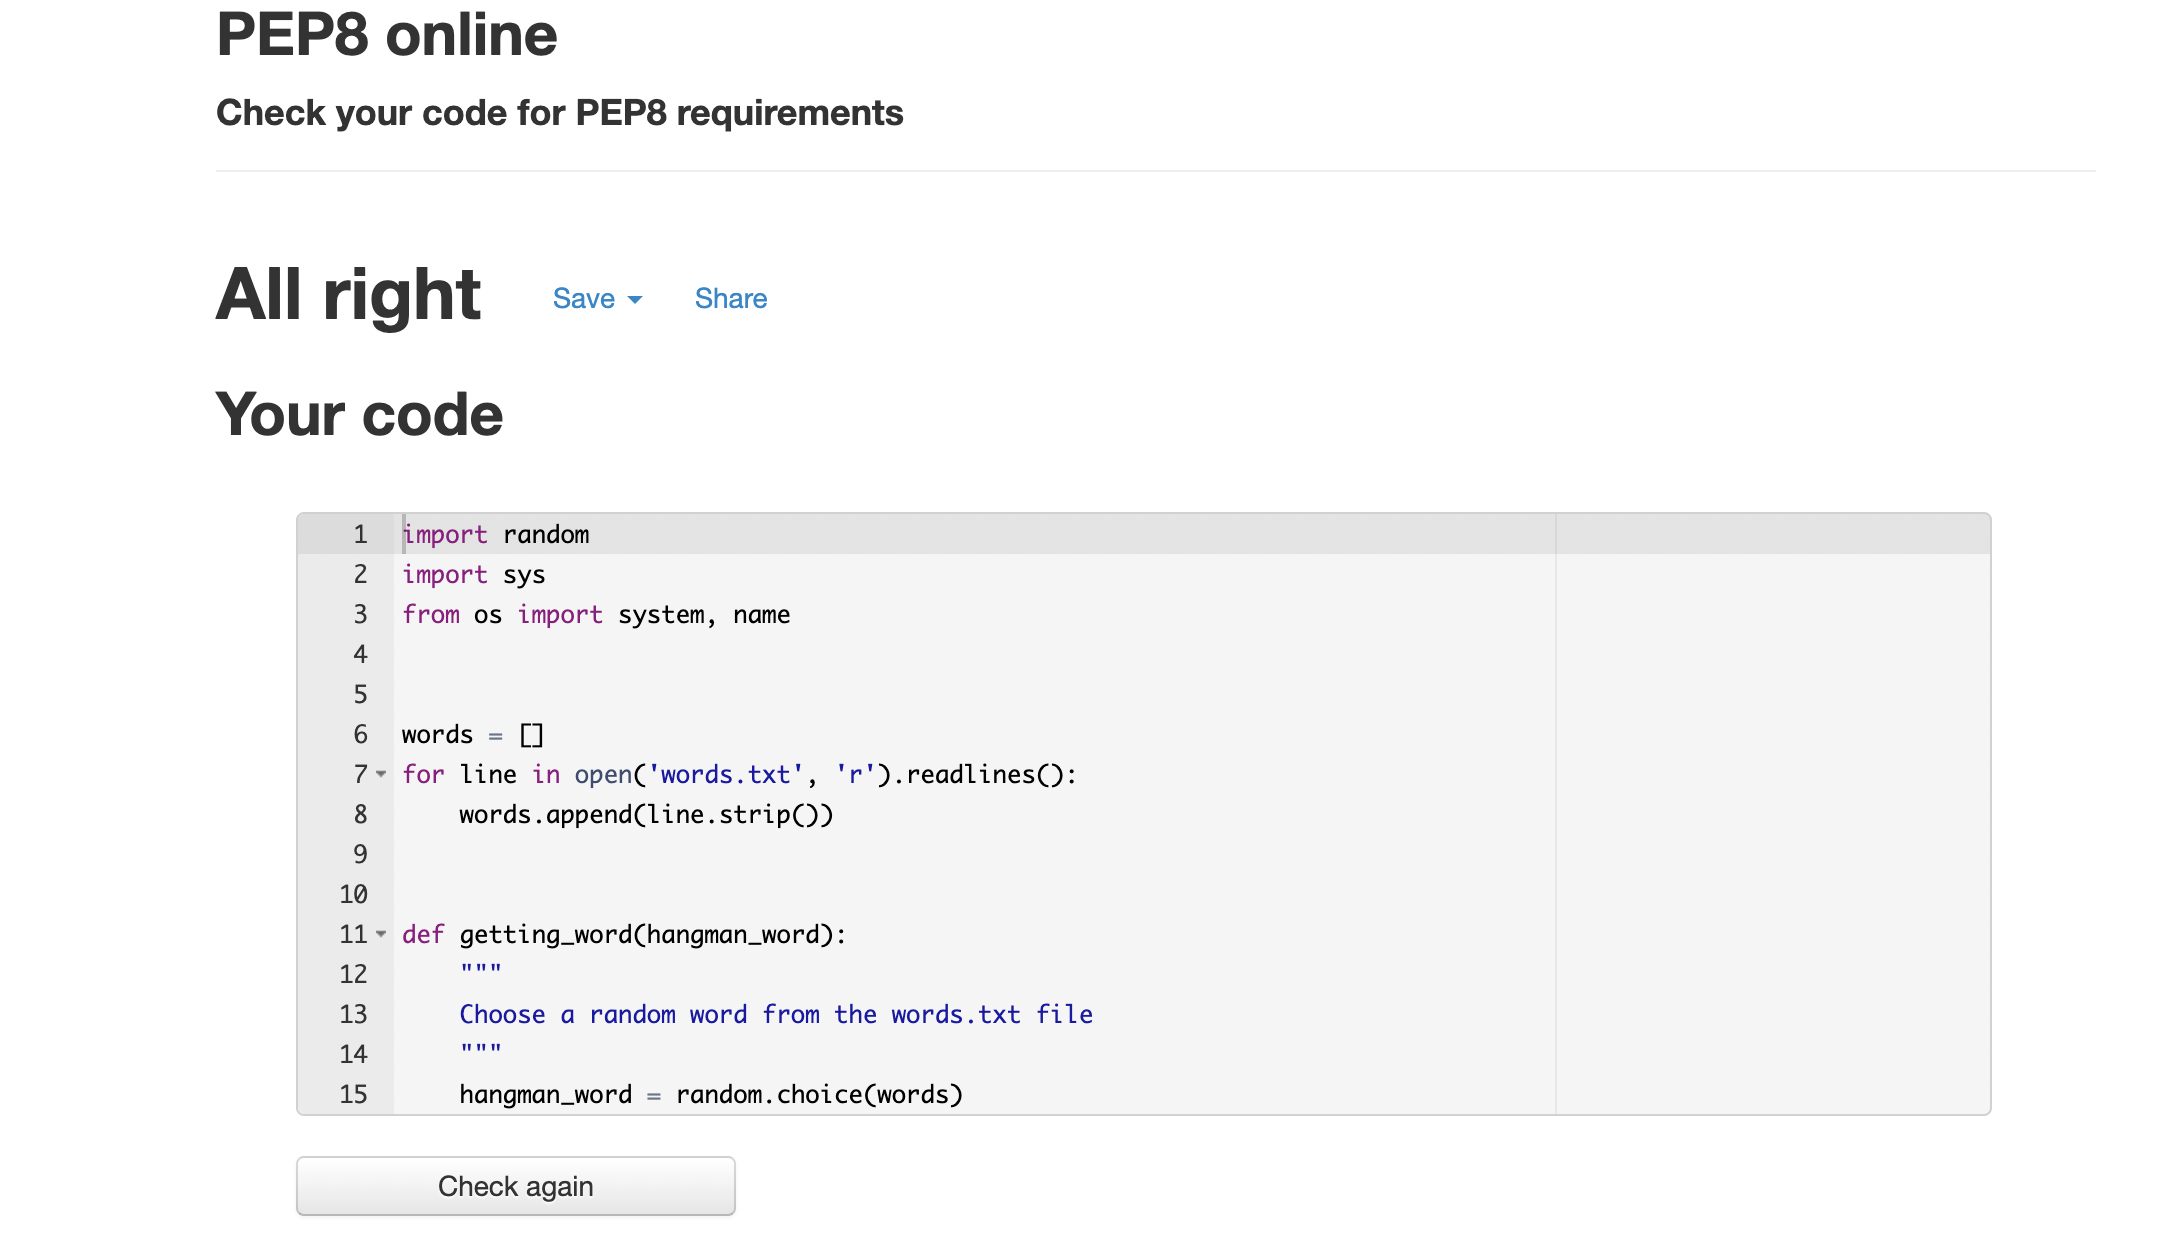 PEP8 online
Check your code for PEP8 requirements
All right Save Share
Your code
1 import random
2 import sys
3 from os import system, name
4
5
6 words = []
7 for line in open('words.txt', 'r').readlines():
8     words.append(line.strip())
9
10
11 def getting_word(hangman_word):
12     """
13     Choose a random word from the words.txt file
14     """
15     hangman_word = random.choice(words)
Check again